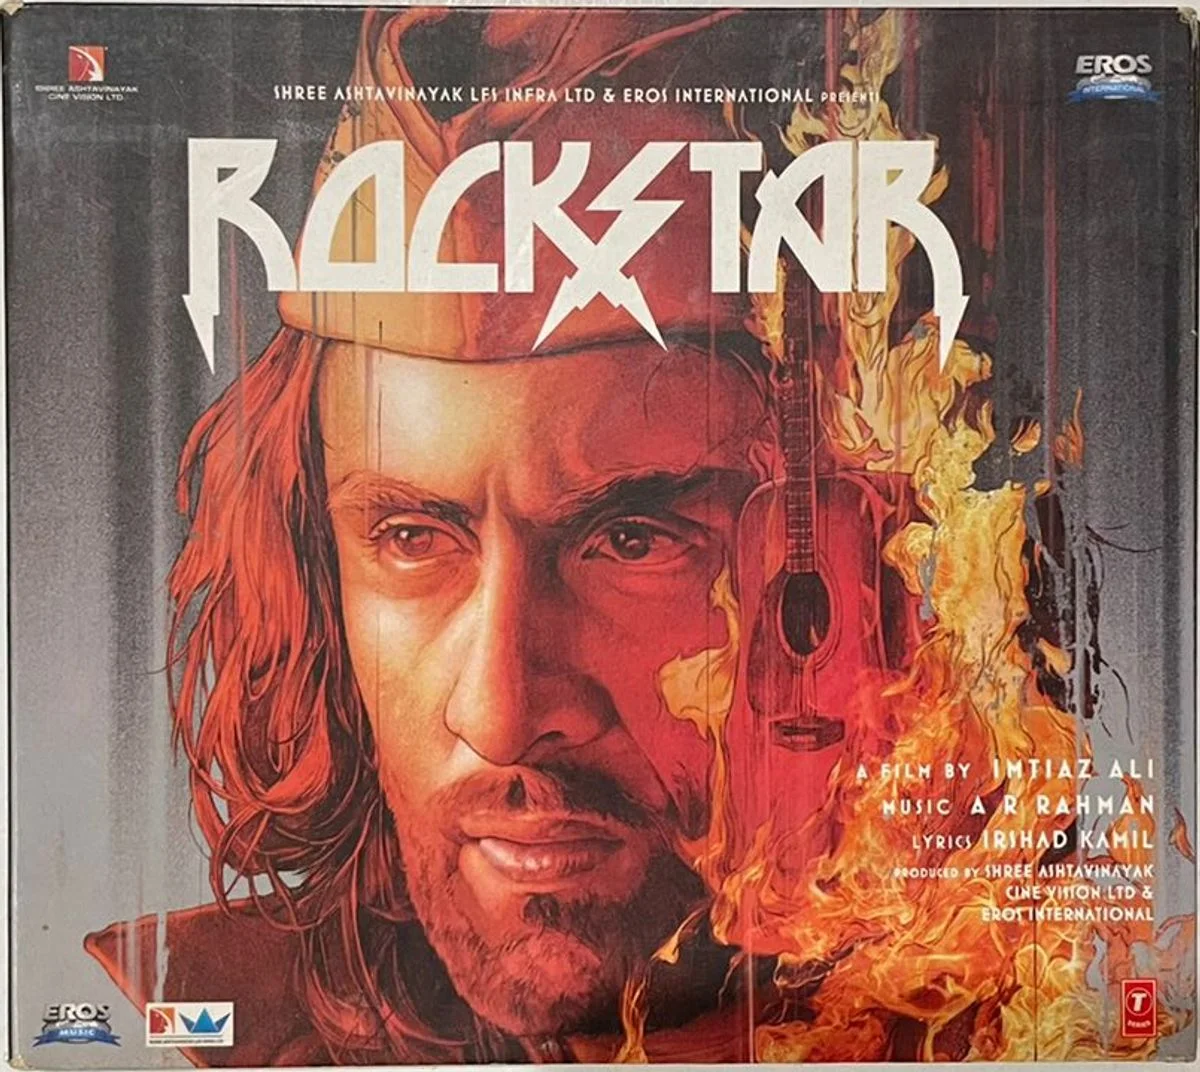 SHREE ASHTAVINAYAK
CINE VISION LTD.
EROS
INTERNATIONAL
SHREE ASHTAVINAYAK LFS INFRA LTD & EROS INTERNATIONAL PRESENTS
ROCKSTAR
A FILM BY IMTIAZ ALI
MUSIC A R RAHMAN
LYRICS IRSHAD KAMIL
PRODUCED BY SHREE ASHTAVINAYAK
CINE VISION LTD &
EROS INTERNATIONAL
EROS
MUSIC
T
SERIES